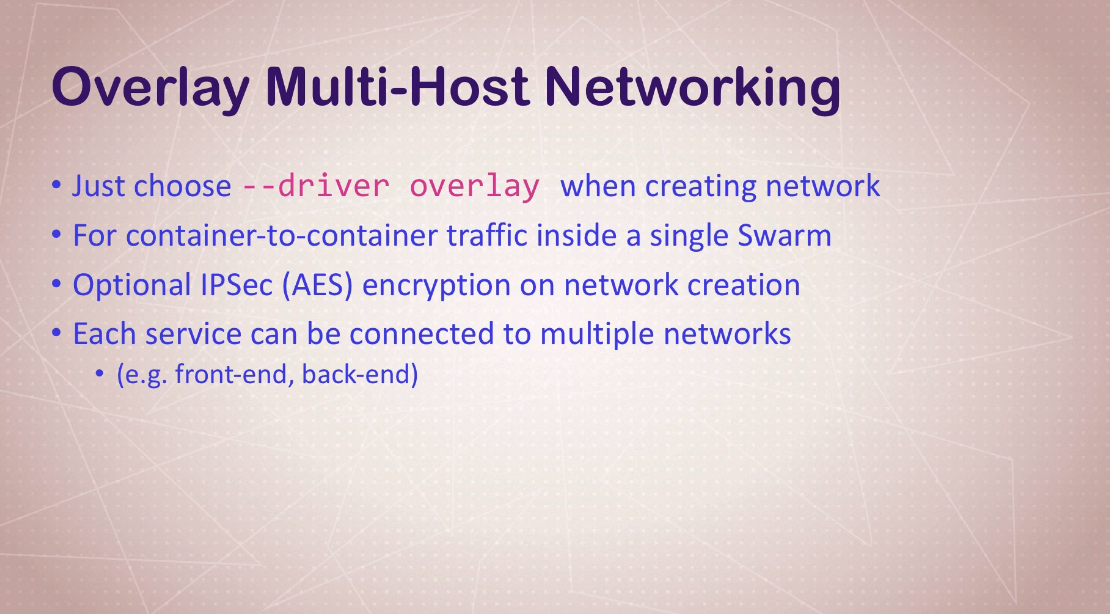 Overlay Multi-Host Networking
• Just choose --driver overlay when creating network
• For container-to-container traffic inside a single Swarm
• Optional IPSec (AES) encryption on network creation
• Each service can be connected to multiple networks
• (e.g. front-end, back-end)